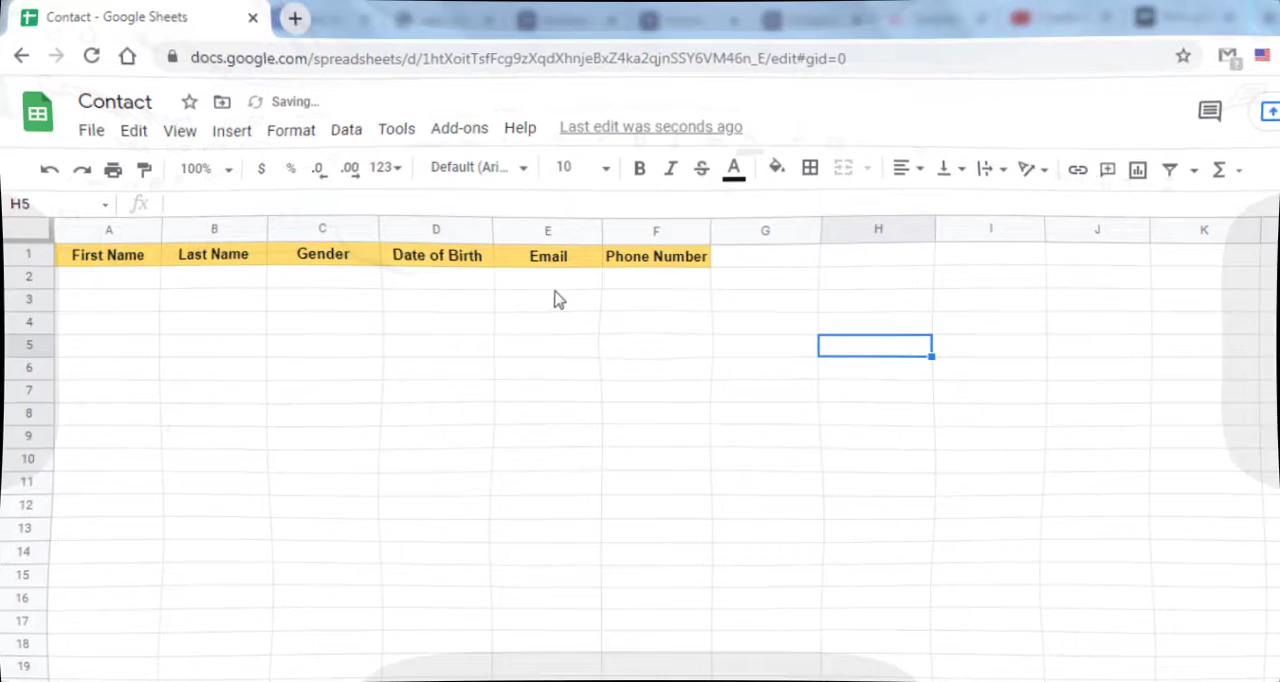 Contact - Google Sheets
docs.google.com/spreadsheets/d/1htXoitTsfFcg9zXqdXhnjeBxZ4ka2qjnSSY6VM46n_E/edit#gid=0
Contact Saving...
File Edit View Insert Format Data Tools Add-ons Help Last edit was seconds ago
100% $ % .0 .00 123 Default (Ari... 10 B I S A Σ
H5 fx
A B C D E F G H I J K
1 First Name Last Name Gender Date of Birth Email Phone Number
2
3
4
5
6
7
8
9
10
11
12
13
14
15
16
17
18
19